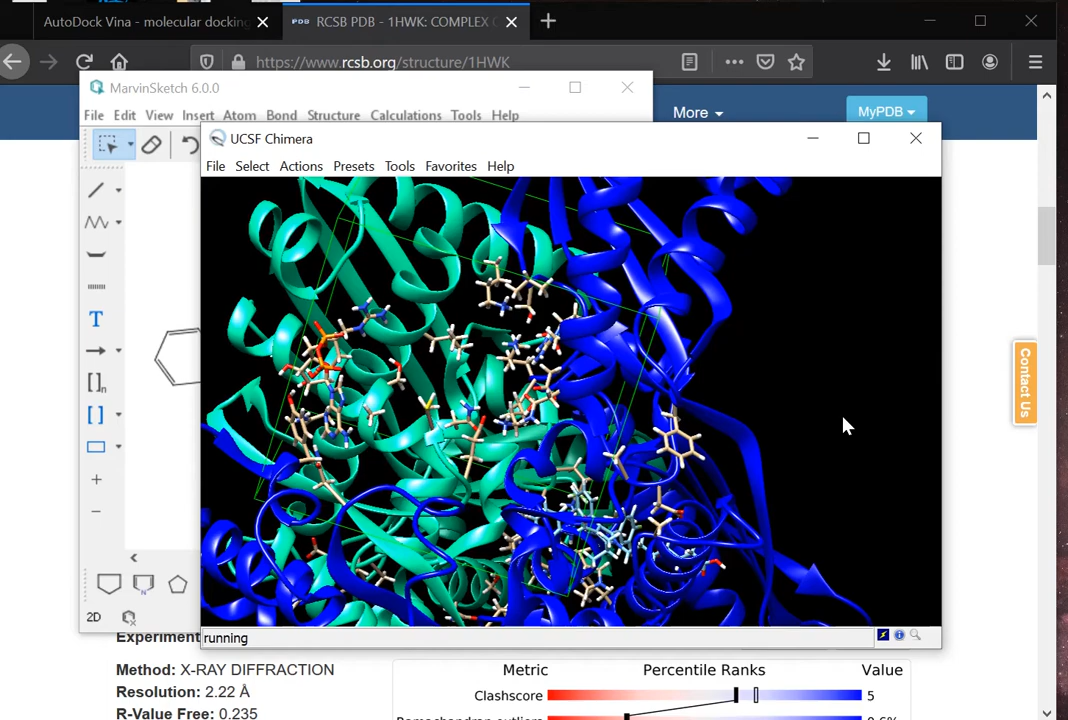 AutoDock Vina - molecular docking
PDB RCSB PDB - 1HWK: COMPLEX
https://www.rcsb.org/structure/1HWK
MarvinSketch 6.0.0
File Edit View Insert Atom Bond Structure Calculations Tools Help
More
MyPDB
UCSF Chimera
File Select Actions Presets Tools Favorites Help
T
[]n
[ ]
N
2D
Contact Us
running
Experiment
Method: X-RAY DIFFRACTION
Resolution: 2.22 Å
R-Value Free: 0.235
Metric Percentile Ranks Value
Clashscore 5